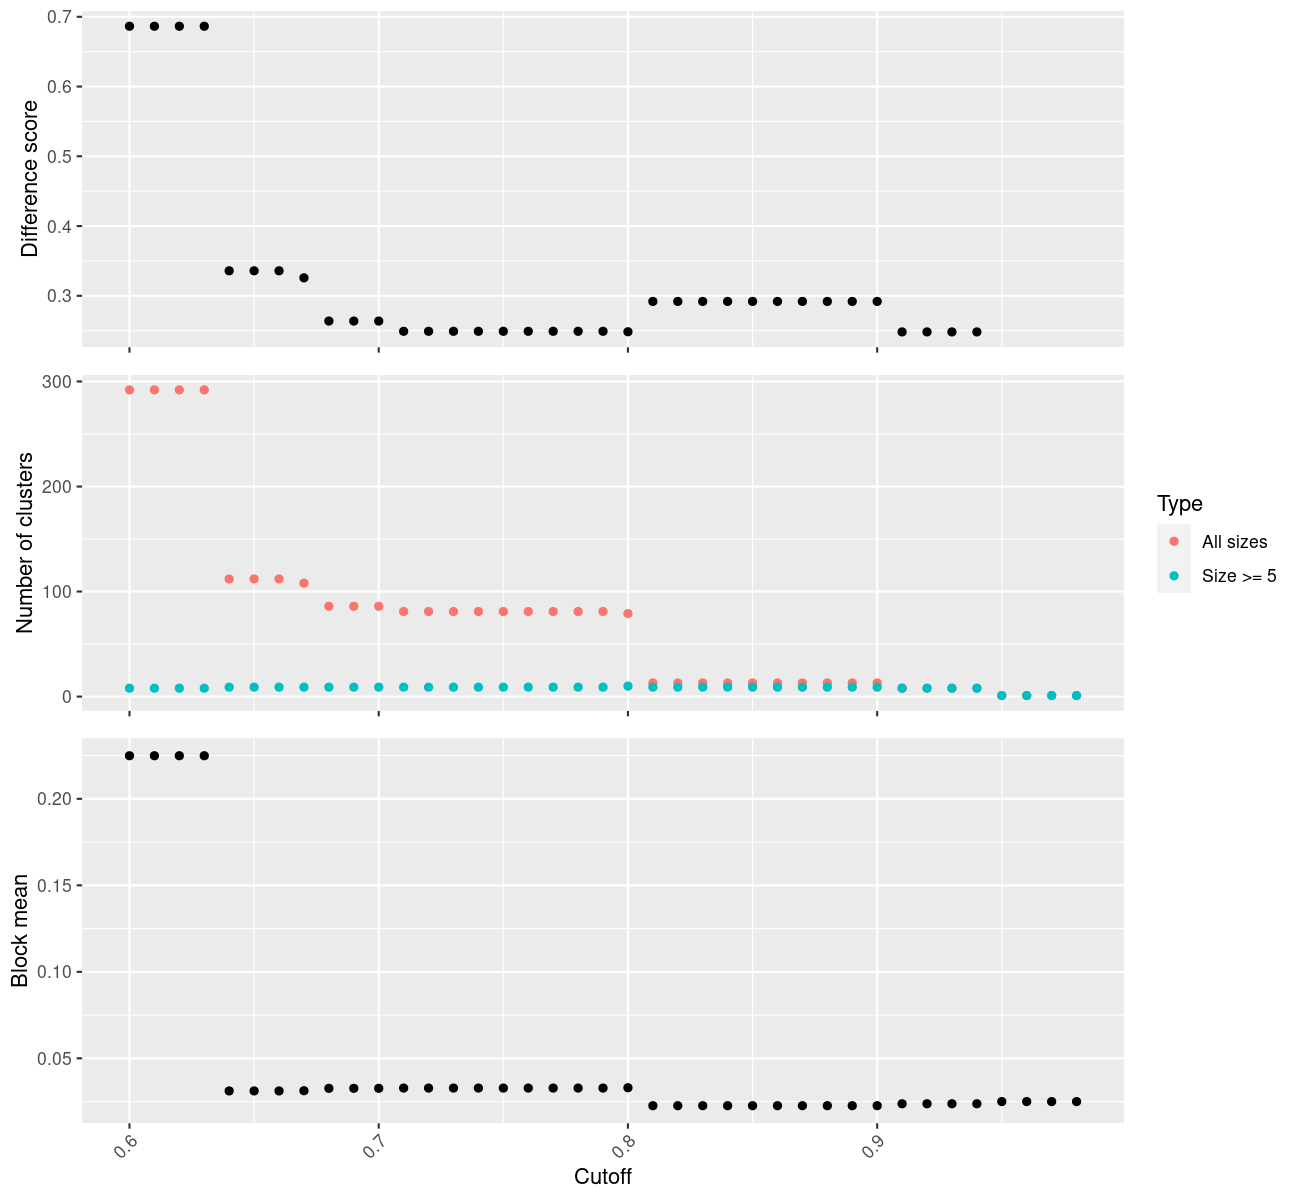 0.7
0.6
0.5
0.4
0.3
Difference score
300
200
100
0
Number of clusters
Type
All sizes
Size >= 5
0.20
0.15
0.10
0.05
Block mean
0.6 0.7 0.8 0.9
Cutoff